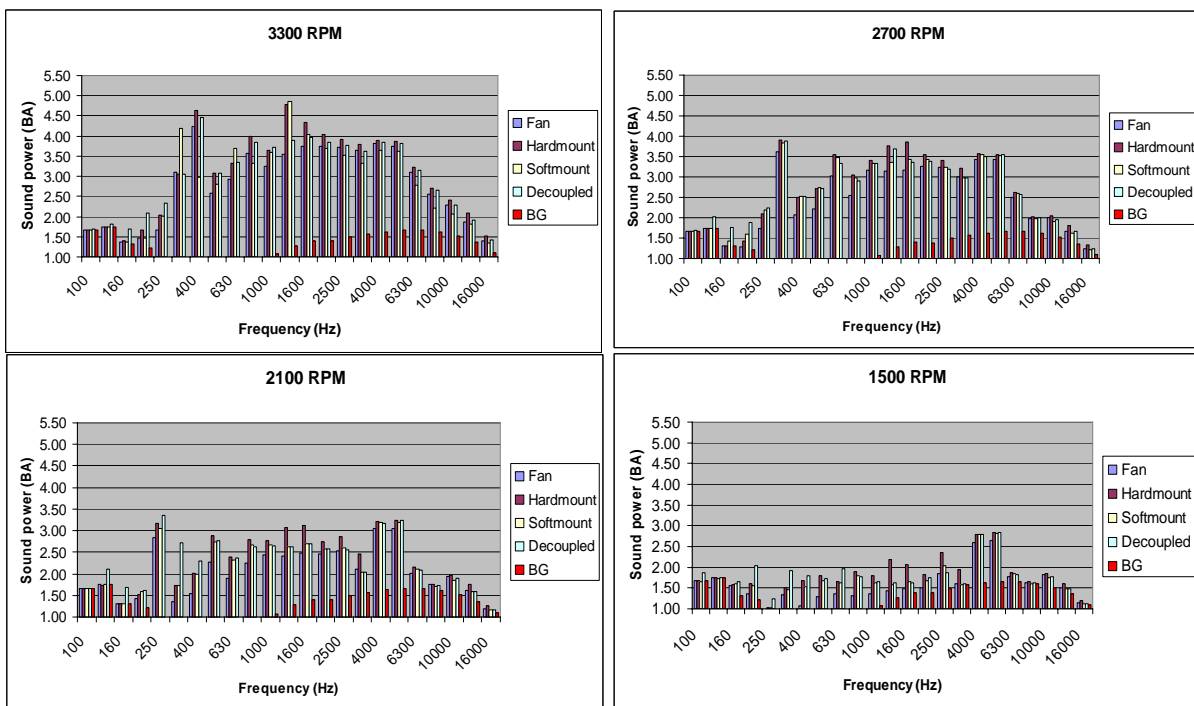 3300 RPM
Sound power (BA)
5.50
5.00
4.50
4.00
3.50
3.00
2.50
2.00
1.50
1.00
100
160
250
400
630
1000
1600
2500
4000
6300
10000
16000
Frequency (Hz)
Fan
Hardmount
Softmount
Decoupled
BG
2700 RPM
Sound power (BA)
5.50
5.00
4.50
4.00
3.50
3.00
2.50
2.00
1.50
1.00
100
160
250
400
630
1000
1600
2500
4000
6300
10000
16000
Frequency (Hz)
Fan
Hardmount
Softmount
Decoupled
BG
2100 RPM
Sound power (BA)
5.50
5.00
4.50
4.00
3.50
3.00
2.50
2.00
1.50
1.00
100
160
250
400
630
1000
1600
2500
4000
6300
10000
16000
Frequency (Hz)
Fan
Hardmount
Softmount
Decoupled
BG
1500 RPM
Sound power (BA)
5.50
5.00
4.50
4.00
3.50
3.00
2.50
2.00
1.50
1.00
100
160
250
400
630
1000
1600
2500
4000
6300
10000
16000
Frequency (Hz)
Fan
Hardmount
Softmount
Decoupled
BG